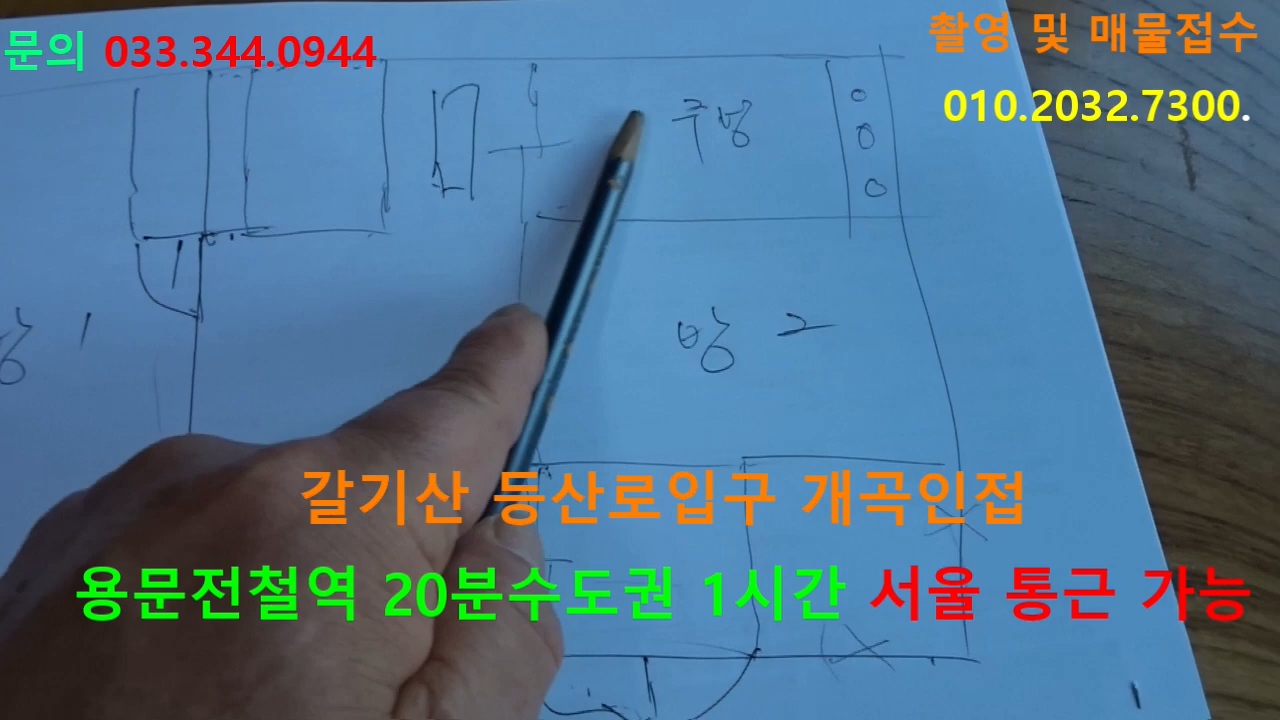 문의 033.344.0944
촬영 및 매물접수
010.2032.7300.
주방
방 2
방 1
갈기산 등산로입구 개곡인접
용문전철역 20분수도권 1시간 서울 통근 가능